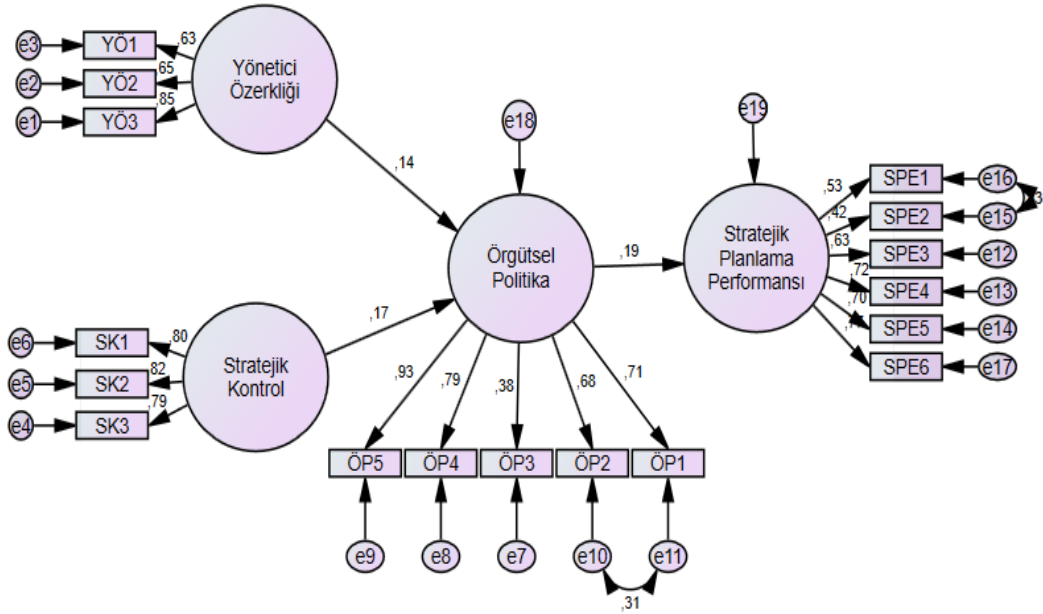 e3
YÖ1
,63
e2
YÖ2
,65
e1
YÖ3
,85
Yönetici
Özerkliği
,14
e18
e19
e6
SK1
,80
e5
SK2
,82
e4
SK3
,79
Stratejik
Kontrol
,17
Örgütsel
Politika
,19
Stratejik
Planlama
Performansı
,53
SPE1
e16
,42
SPE2
e15
,63
SPE3
e12
,72
SPE4
e13
,70
SPE5
e14
SPE6
e17
,93
,79
,38
,68
,71
ÖP5
ÖP4
ÖP3
ÖP2
ÖP1
e9
e8
e7
e10
e11
,31